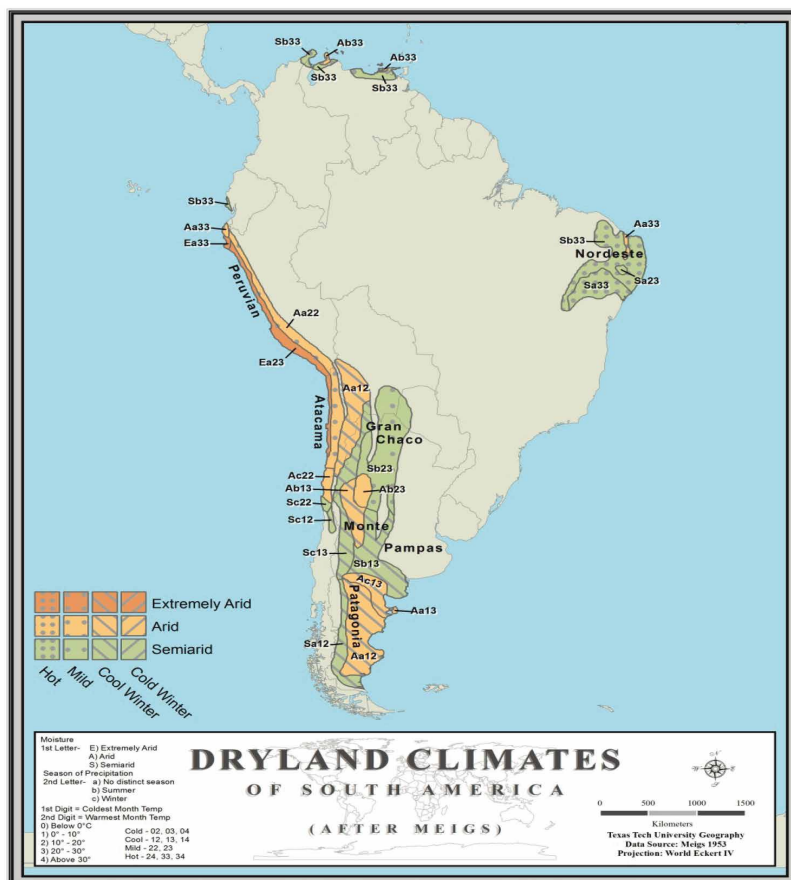 Sb33
Ab33
Sb33
Ab33
Sb33
Sb33
Aa33
Ea33
Peruvian
Aa22
Ea23
Aa33
Sb33
Nordeste
Sa23
Sa33
Aa12
Atacama
Gran
Chaco
Sb23
Ac22
Ab13
Ab23
Sc22
Sc12
Monte
Sc13
Pampas
Sb13
Ac13
Patagonia
Aa13
Sa12
Aa12
Extremely Arid
Arid
Semiarid
Hot
Mild
Cool Winter
Cold Winter
Moisture
1st Letter- E) Extremely Arid
A) Arid
S) Semiarid
Season of Precipitation
2nd Letter- a) No distinct season
b) Summer
c) Winter
1st Digit = Coldest Month Temp
2nd Digit = Warmest Month Temp
0) Below 0°C
1) 0° - 10°
2) 10° - 20°
3) 20° - 30°
4) Above 30°
Cold - 02, 03, 04
Cool - 12, 13, 14
Mild - 22, 23
Hot - 24, 33, 34
DRYLAND CLIMATES
OF SOUTH AMERICA
(AFTER MEIGS)
0 500 1000 1500
Kilometers
Texas Tech University Geography
Data Source: Meigs 1953
Projection: World Eckert IV